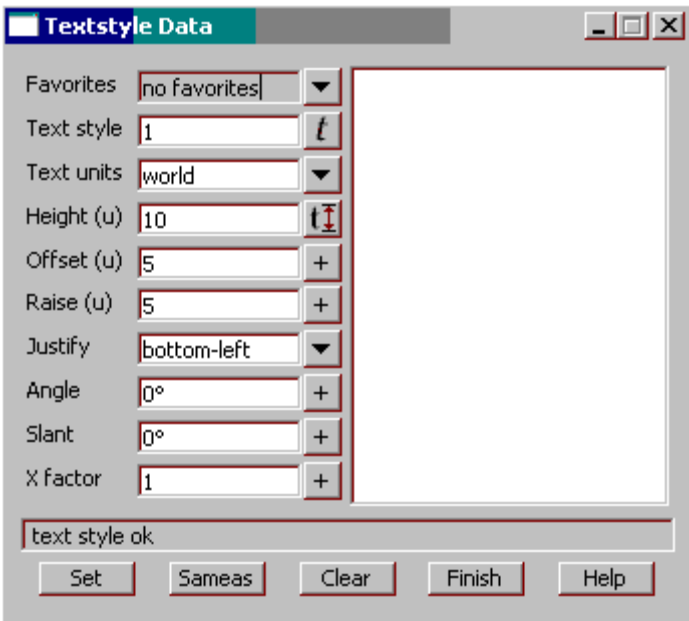 Textstyle Data
Favorites no favorites
Text style 1 t
Text units world
Height (u) 10 t
Offset (u) 5 +
Raise (u) 5 +
Justify bottom-left
Angle 0° +
Slant 0° +
X factor 1 +
text style ok
Set Sameas Clear Finish Help